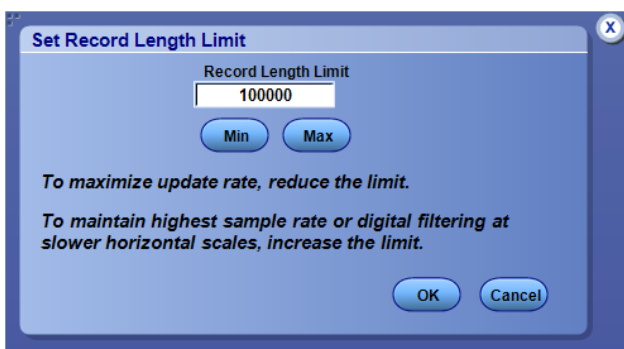 X
Set Record Length Limit
Record Length Limit
100000
Min Max
To maximize update rate, reduce the limit.
To maintain highest sample rate or digital filtering at
slower horizontal scales, increase the limit.
OK Cancel